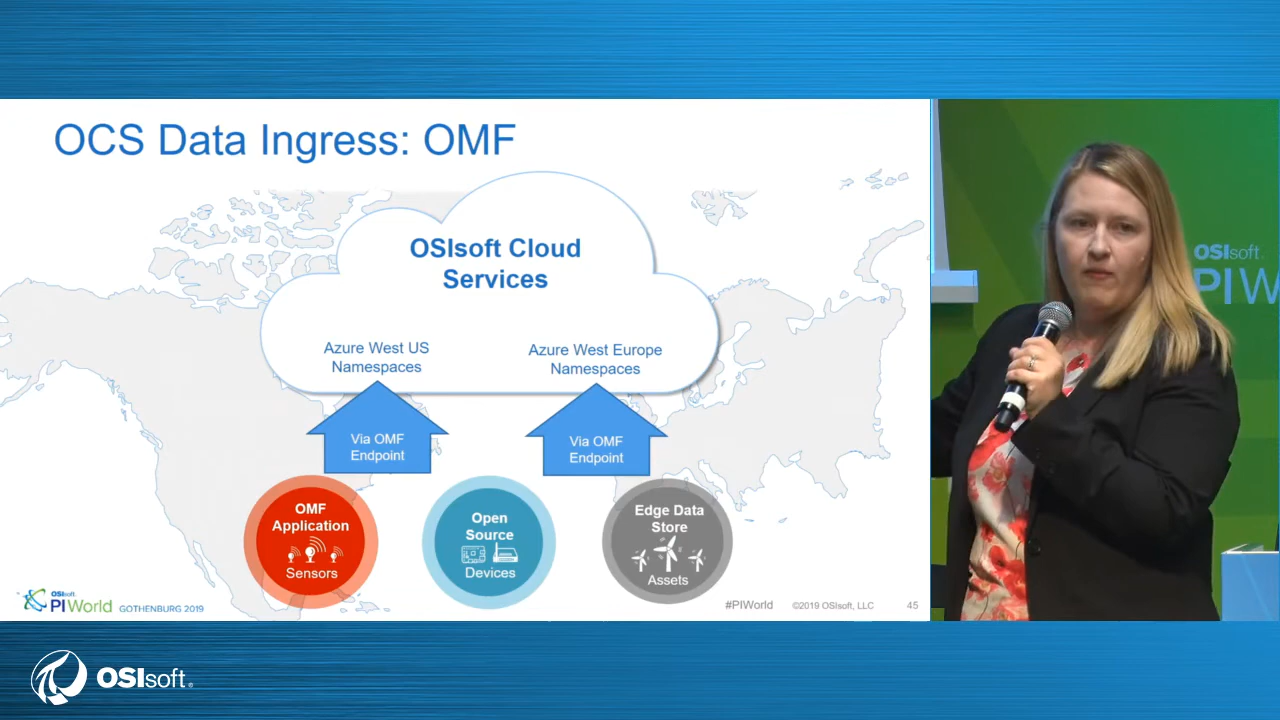 OCS Data Ingress: OMF
OSIsoft Cloud
Services
Azure West US
Namespaces
Azure West Europe
Namespaces
Via OMF
Endpoint
Via OMF
Endpoint
OMF
Application
Sensors
Open
Source
Devices
Edge Data
Store
Assets
OSIsoft.
PI World GOTHENBURG 2019
#PIWorld ©2019 OSIsoft, LLC 45
OSIsoft.
PI W
OSIsoft.